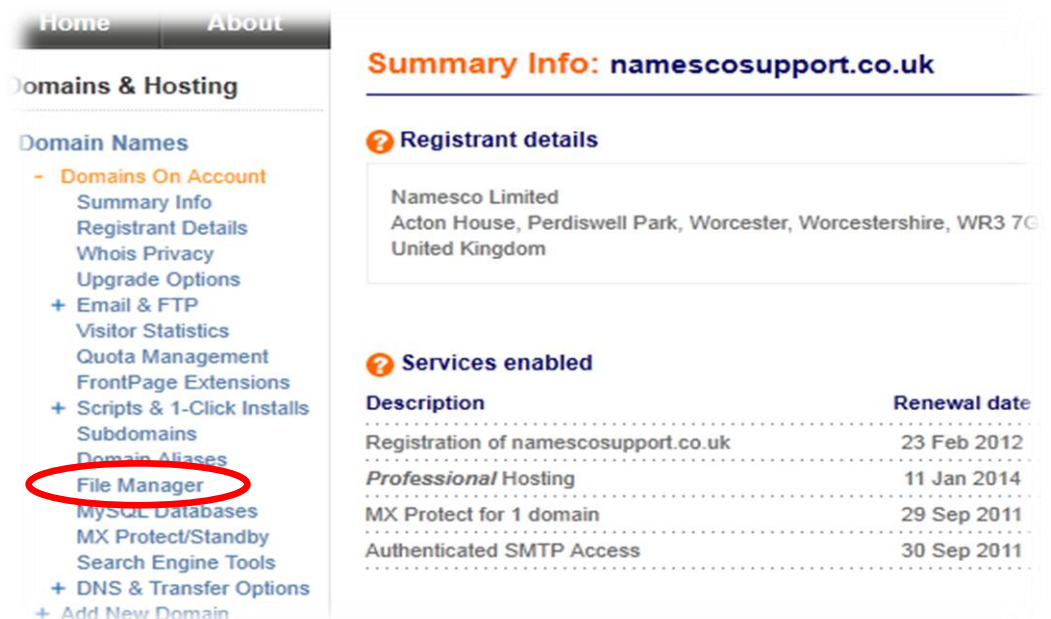 Home About
Domains & Hosting
Domain Names
- Domains On Account
Summary Info
Registrant Details
Whois Privacy
Upgrade Options
+ Email & FTP
Visitor Statistics
Quota Management
FrontPage Extensions
+ Scripts & 1-Click Installs
Subdomains
Domain Aliases
File Manager
MySQL Databases
MX Protect/Standby
Search Engine Tools
+ DNS & Transfer Options
+ Add New Domain
Summary Info: namescosupport.co.uk
? Registrant details
Namesco Limited
Acton House, Perdiswell Park, Worcester, Worcestershire, WR3 7G
United Kingdom
? Services enabled
Description Renewal date
Registration of namescosupport.co.uk 23 Feb 2012
Professional Hosting 11 Jan 2014
MX Protect for 1 domain 29 Sep 2011
Authenticated SMTP Access 30 Sep 2011